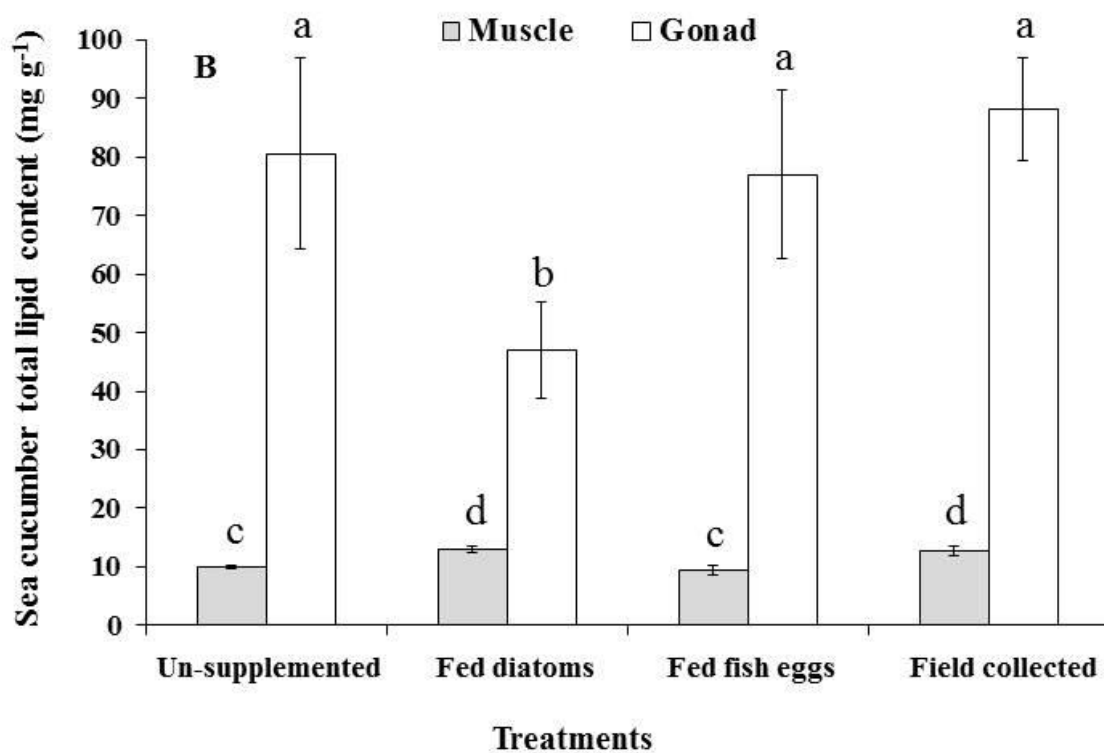 Muscle Gonad
B
Sea cucumber total lipid content (mg g-1)
100
90
80
70
60
50
40
30
20
10
0
a
b
a
a
c
d
c
d
Un-supplemented Fed diatoms Fed fish eggs Field collected
Treatments